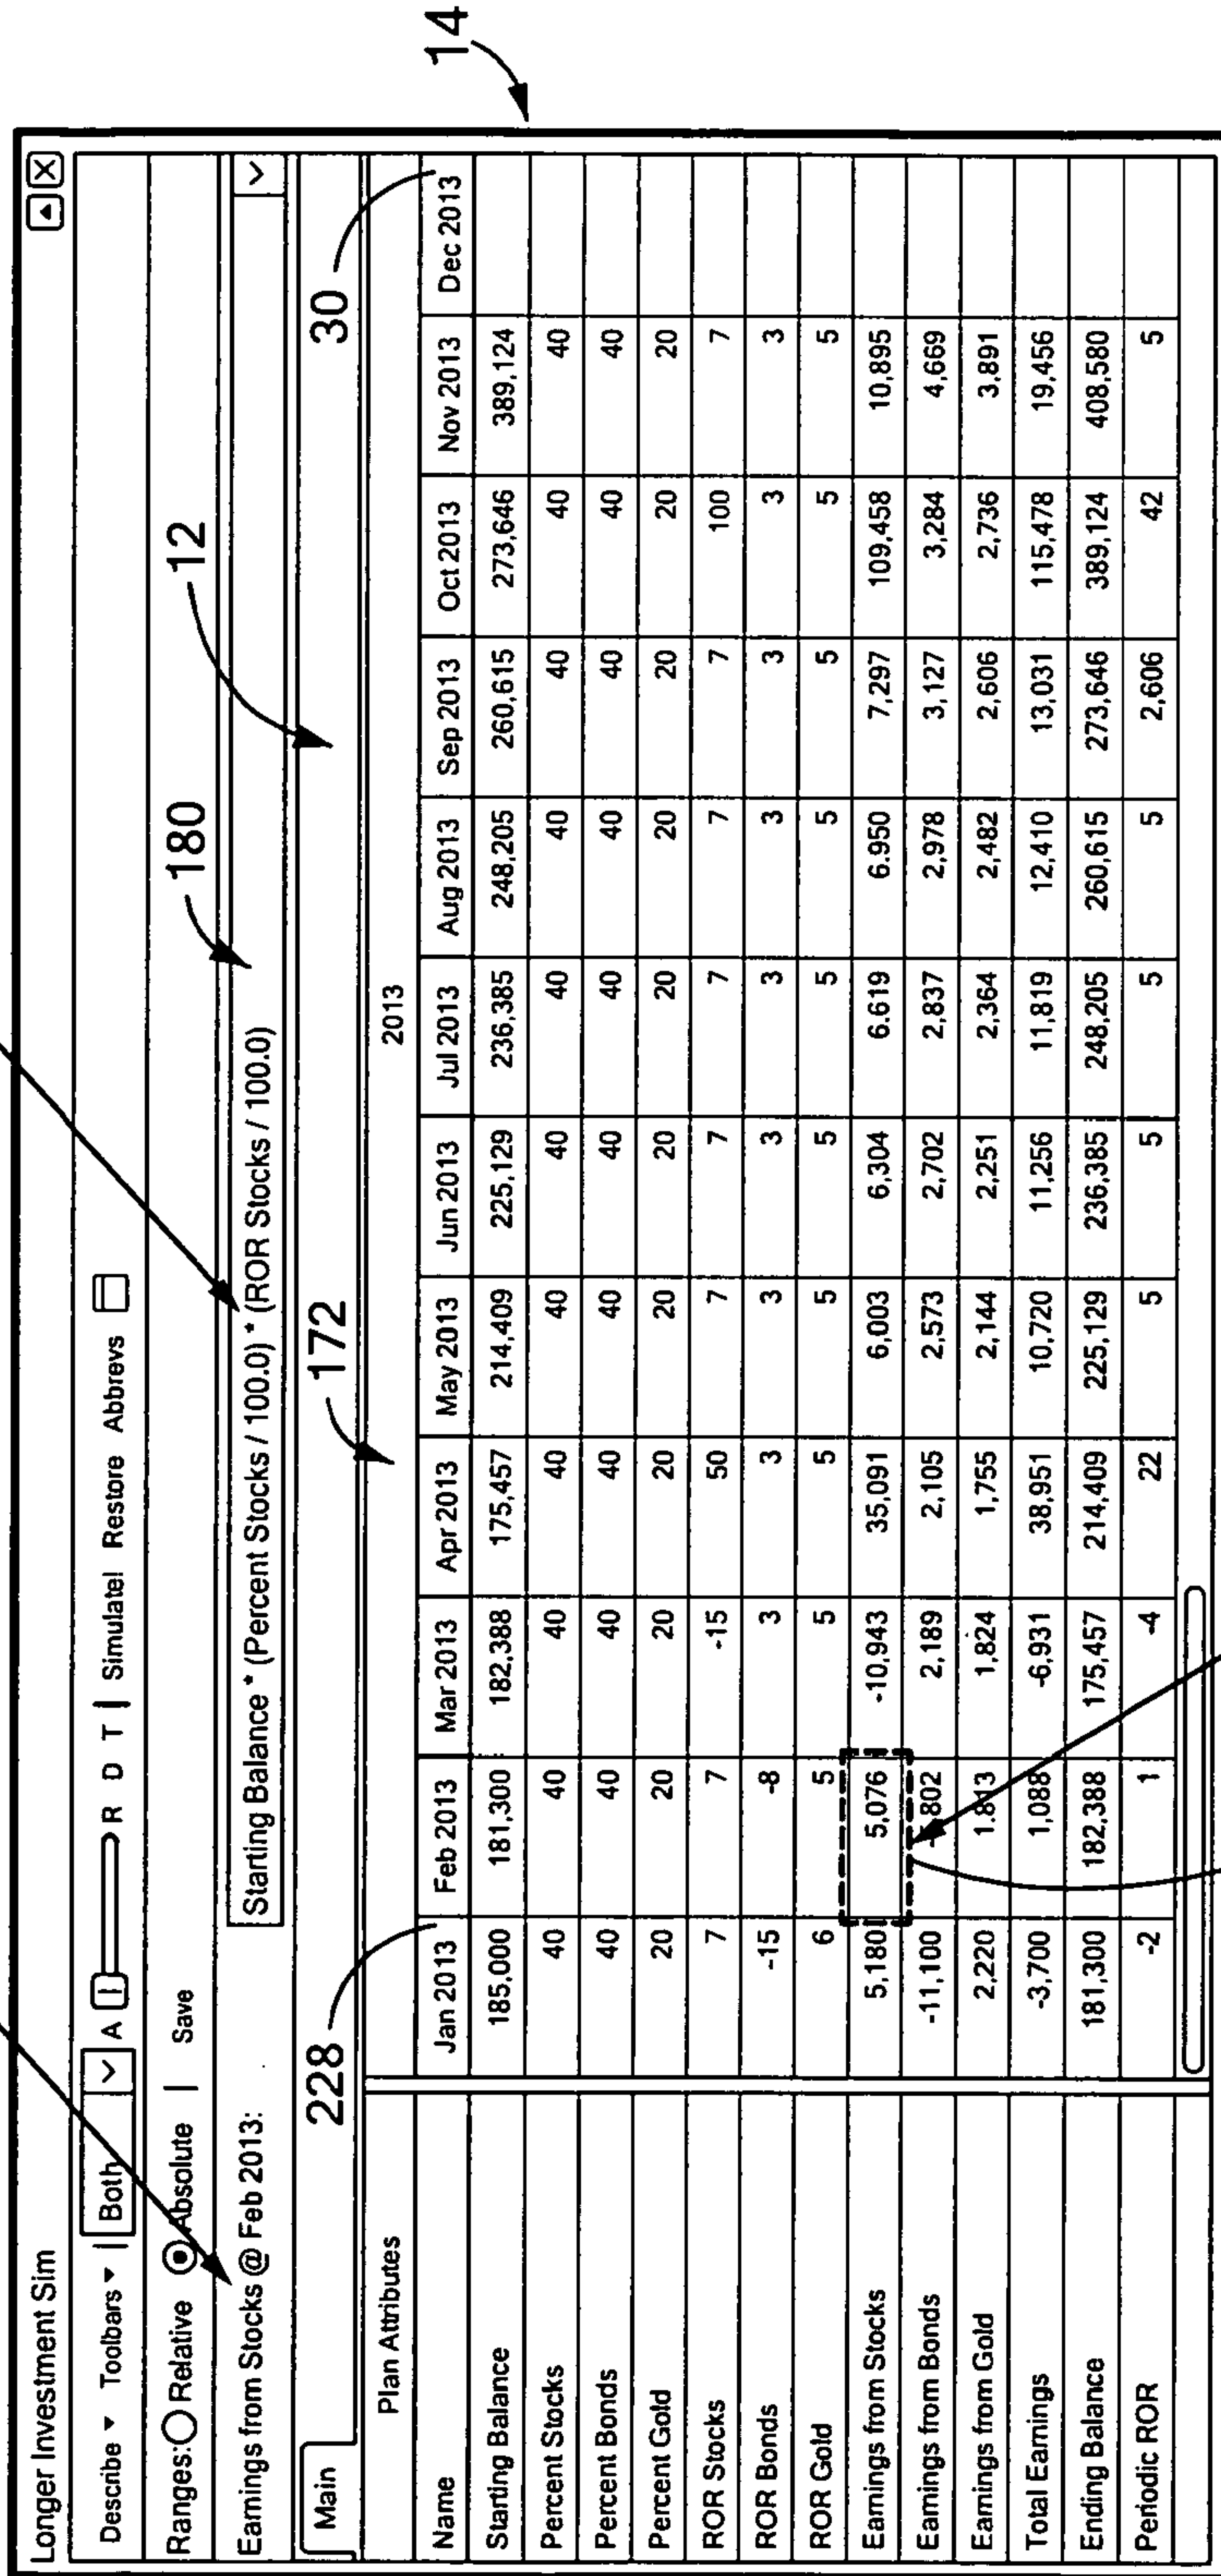 14
Longer Investment Sim
Describe Toolbars Both A R D T Simulate! Restore Abbrevs
Ranges: Relative Absolute Save
180
Earnings from Stocks @ Feb 2013: Starting Balance * (Percent Stocks / 100.0) * (ROR Stocks / 100.0)
228 172 12 30
Main
Plan Attributes 2013
Name Jan 2013 Feb 2013 Mar 2013 Apr 2013 May 2013 Jun 2013 Jul 2013 Aug 2013 Sep 2013 Oct 2013 Nov 2013 Dec 2013
Starting Balance 185,000 181,300 182,388 175,457 214,409 225,129 236,385 248,205 260,615 273,646 389,124
Percent Stocks 40 40 40 40 40 40 40 40 40 40 40
Percent Bonds 40 40 40 40 40 40 40 40 40 40 40
Percent Gold 20 20 20 20 20 20 20 20 20 20 20
ROR Stocks 7 7 -15 50 7 7 7 7 7 100 7
ROR Bonds -15 -8 3 3 3 3 3 3 3 3 3
ROR Gold 6 5 5 5 5 5 5 5 5 5 5
Earnings from Stocks 5,180 5,076 -10,943 35,091 6,003 6,304 6.619 6.950 7,297 109,458 10,895
Earnings from Bonds -11,100 802 2,189 2,105 2,573 2,702 2,837 2,978 3,127 3,284 4,669
Earnings from Gold 2,220 1.813 1,824 1,755 2,144 2,251 2,364 2,482 2,606 2,736 3,891
Total Earnings -3,700 1,088 -6,931 38,951 10,720 11,256 11,819 12,410 13,031 115,478 19,456
Ending Balance 181,300 182,388 175,457 214,409 225,129 236,385 248,205 260,615 273,646 389,124 408,580
Periodic ROR -2 1 -4 22 5 5 5 5 2,606 42 5